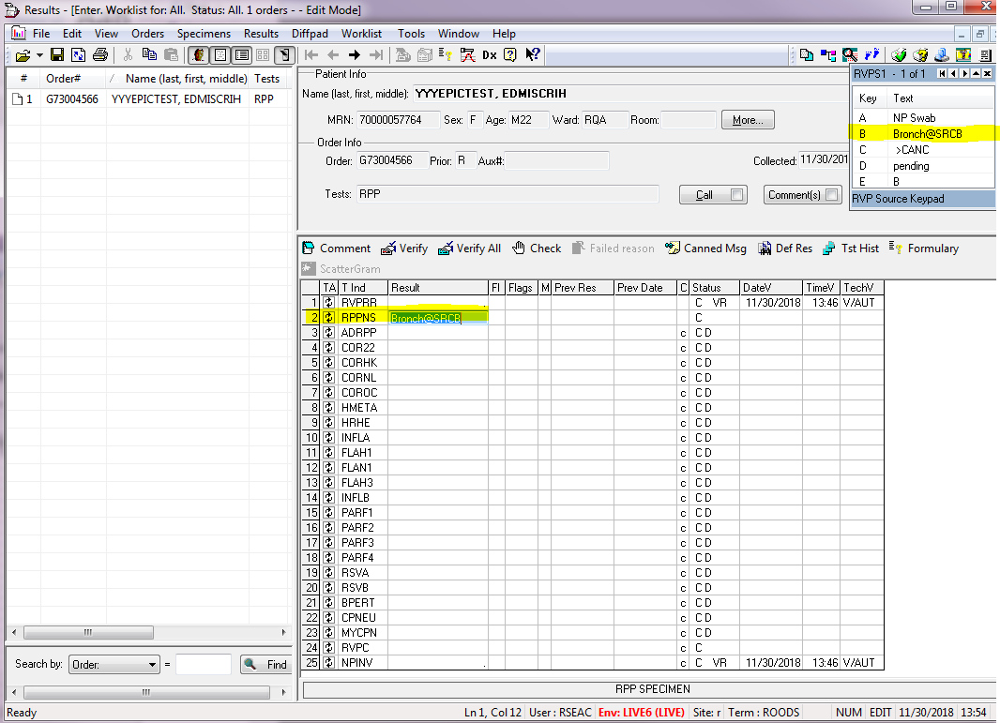 Results - [Enter. Worklist for: All. Status: All. 1 orders - - Edit Mode]
File Edit View Orders Specimens Results Diffpad Worklist Tools Window Help
Dx
# Order# / Name (last, first, middle) Tests
1 G73004566 YYYEPICTEST, EDMISCRIH RPP
Patient Info
Name (last, first, middle): YYYEPICTEST, EDMISCRIH
MRN: 70000057764 Sex: F Age: M22 Ward: RQA Room: More...
Order Info
Order: G73004566 Prior: R Aux#: Collected: 11/30/201
Tests: RPP Call Comment(s)
RVPS1 - 1 of 1
Key Text
A NP Swab
B Bronch@SRCB
C >CANC
D pending
E B
RVP Source Keypad
Comment Verify Verify All Check Failed reason Canned Msg Def Res Tst Hist Formulary
ScatterGram
TA T Ind Result Fl Flags M Prev Res Prev Date C Status DateV TimeV TechV
1 RVPRR . C VR 11/30/2018 13:46 V/AUT
2 RPPNS Bronch@SRCB C
3 ADRPP c C D
4 COR22 c C D
5 CORHK c C D
6 CORNL c C D
7 COROC c C D
8 HMETA c C D
9 HRHE c C D
10 INFLA c C D
11 FLAH1 c C D
12 FLAN1 c C D
13 FLAH3 c C D
14 INFLB c C D
15 PARF1 c C D
16 PARF2 c C D
17 PARF3 c C D
18 PARF4 c C D
19 RSVA c C D
20 RSVB c C D
21 BPERT c C D
22 CPNEU c C D
23 MYCPN c C D
24 RVPC c C
25 NPINV . c C VR 11/30/2018 13:46 V/AUT
Search by: Order: = Find
RPP SPECIMEN
Ready Ln 1, Col 12 User : RSEAC Env: LIVE6 (LIVE) Site: r Term : ROODS NUM EDIT 11/30/2018 13:54